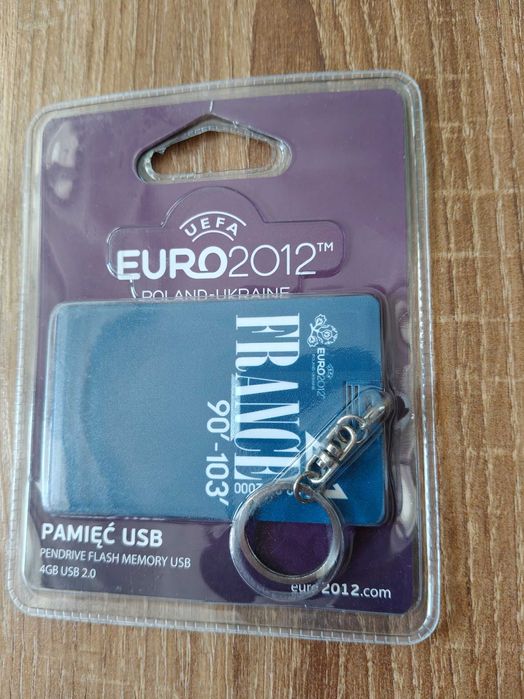 UEFA
EURO2012™
POLAND-UKRAINE
FRANCE
90'-103'
EURO2012
PAMIĘĆ USB
PENDRIVE FLASH MEMORY USB
4GB USB 2.0
euro2012.com